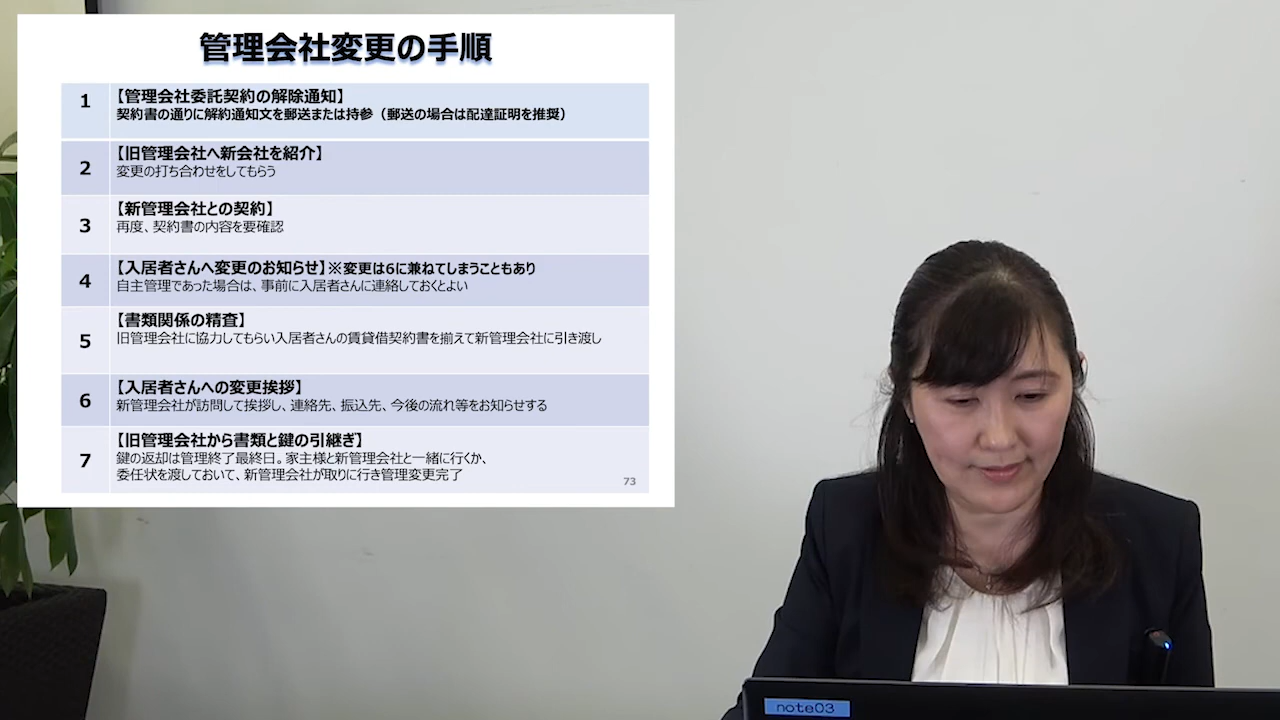 管理会社変更の手順
1
【管理会社委託契約の解除通知】
契約書の通りに解約通知文を郵送または持参（郵送の場合は配達証明を推奨）
2
【旧管理会社へ新会社を紹介】
変更の打ち合わせをしてもらう
3
【新管理会社との契約】
再度、契約書の内容を要確認
4
【入居者さんへ変更のお知らせ】※変更は6に兼ねてしまうこともあり
自主管理であった場合は、事前に入居者さんに連絡しておくとよい
5
【書類関係の精査】
旧管理会社に協力してもらい入居者さんの賃貸借契約書を揃えて新管理会社に引き渡し
6
【入居者さんへの変更挨拶】
新管理会社が訪問して挨拶し、連絡先、振込先、今後の流れ等をお知らせする
7
【旧管理会社から書類と鍵の引継ぎ】
鍵の返却は管理終了最終日。家主様と新管理会社と一緒に行くか、
委任状を渡しておいて、新管理会社が取りに行き管理変更完了
73
note03